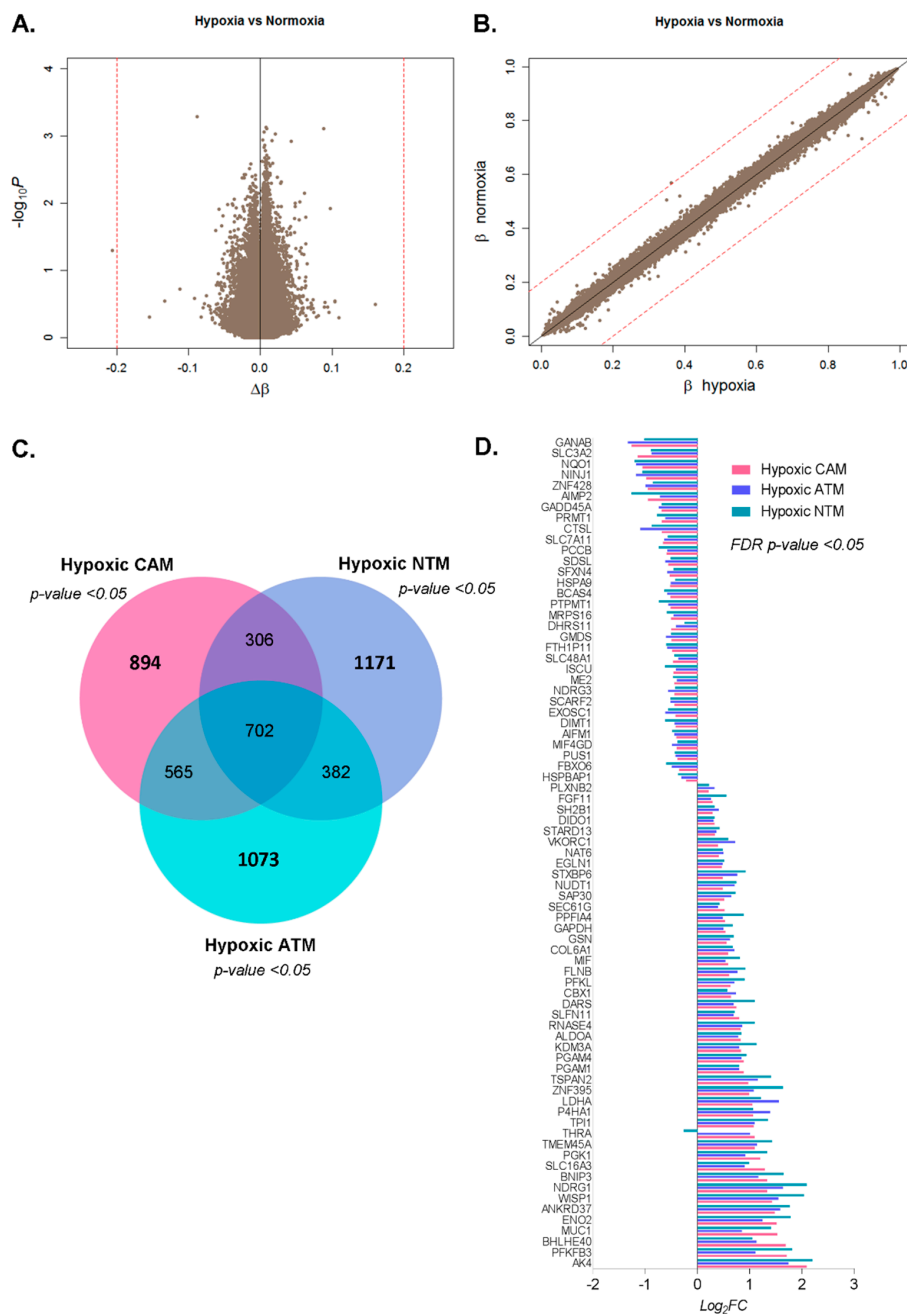 A.
Hypoxia vs Normoxia
-log10P
4
3
2
1
0
-0.2
-0.1
0.0
0.1
0.2
Δβ
B.
Hypoxia vs Normoxia
β normoxia
1.0
0.8
0.6
0.4
0.2
0.0
0.0
0.2
0.4
0.6
0.8
1.0
β hypoxia
C.
Hypoxic CAM
p-value <0.05
Hypoxic NTM
p-value <0.05
894
306
1171
702
565
382
1073
Hypoxic ATM
p-value <0.05
D.
Hypoxic CAM
Hypoxic ATM
Hypoxic NTM
FDR p-value <0.05
GANAB
SLC3A2
NQO1
NINJ1
ZNF428
AIMP2
GADD45A
PRMT1
CTSL
SLC7A11
PCCB
SDSL
SFXN4
HSPA9
BCAS4
PTPMT1
MRPS16
DHRS11
GMDS
FTH1P11
SLC48A1
ISCU
ME2
NDRG3
SCARF2
EXOSC1
DIMT1
AIFM1
MIF4GD
PUS1
FBXO6
HSPBAP1
PLXNB2
FGF11
SH2B1
DIDO1
STARD13
VKORC1
NAT6
EGLN1
STXBP6
NUDT1
SAP30
SEC61G
PPFIA4
GAPDH
GSN
COL6A1
MIF
FLNB
PFKL
CBX1
DARS
SLFN11
RNASE4
ALDOA
KDM3A
PGAM4
PGAM1
TSPAN2
ZNF395
LDHA
P4HA1
TPI1
THRA
TMEM45A
PGK1
SLC16A3
BNIP3
NDRG1
WISP1
ANKRD37
ENO2
MUC1
BHLHE40
PFKFB3
AK4
-2
-1
0
1
2
3
Log2FC